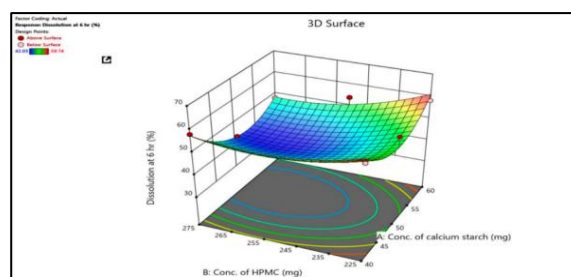 Factor Coding: Actual
3D Surface
Response: Dissolution at 6 hr (%)
Design Points:
Above Surface
Below Surface
Dissolution at 6 hr (%)
70
60
50
40
30
275
265
255
245
235
225
60
55
50
45
40
A: Conc. of calcium starch (mg)
B: Conc. of HPMC (mg)